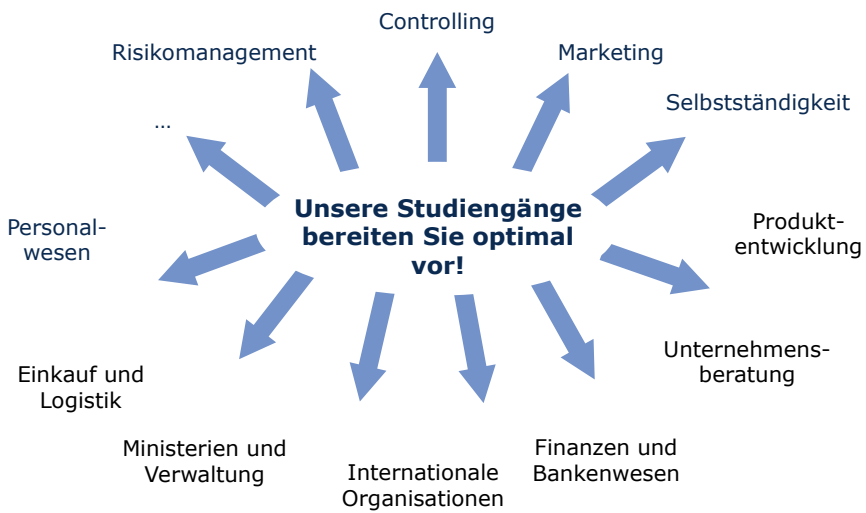 Controlling
Risikomanagement
Marketing
Selbstständigkeit
…
Unsere Studiengänge
bereiten Sie optimal
vor!
Personal-
wesen
Produkt-
entwicklung
Unternehmens-
beratung
Einkauf und
Logistik
Ministerien und
Verwaltung
Internationale
Organisationen
Finanzen und
Bankenwesen